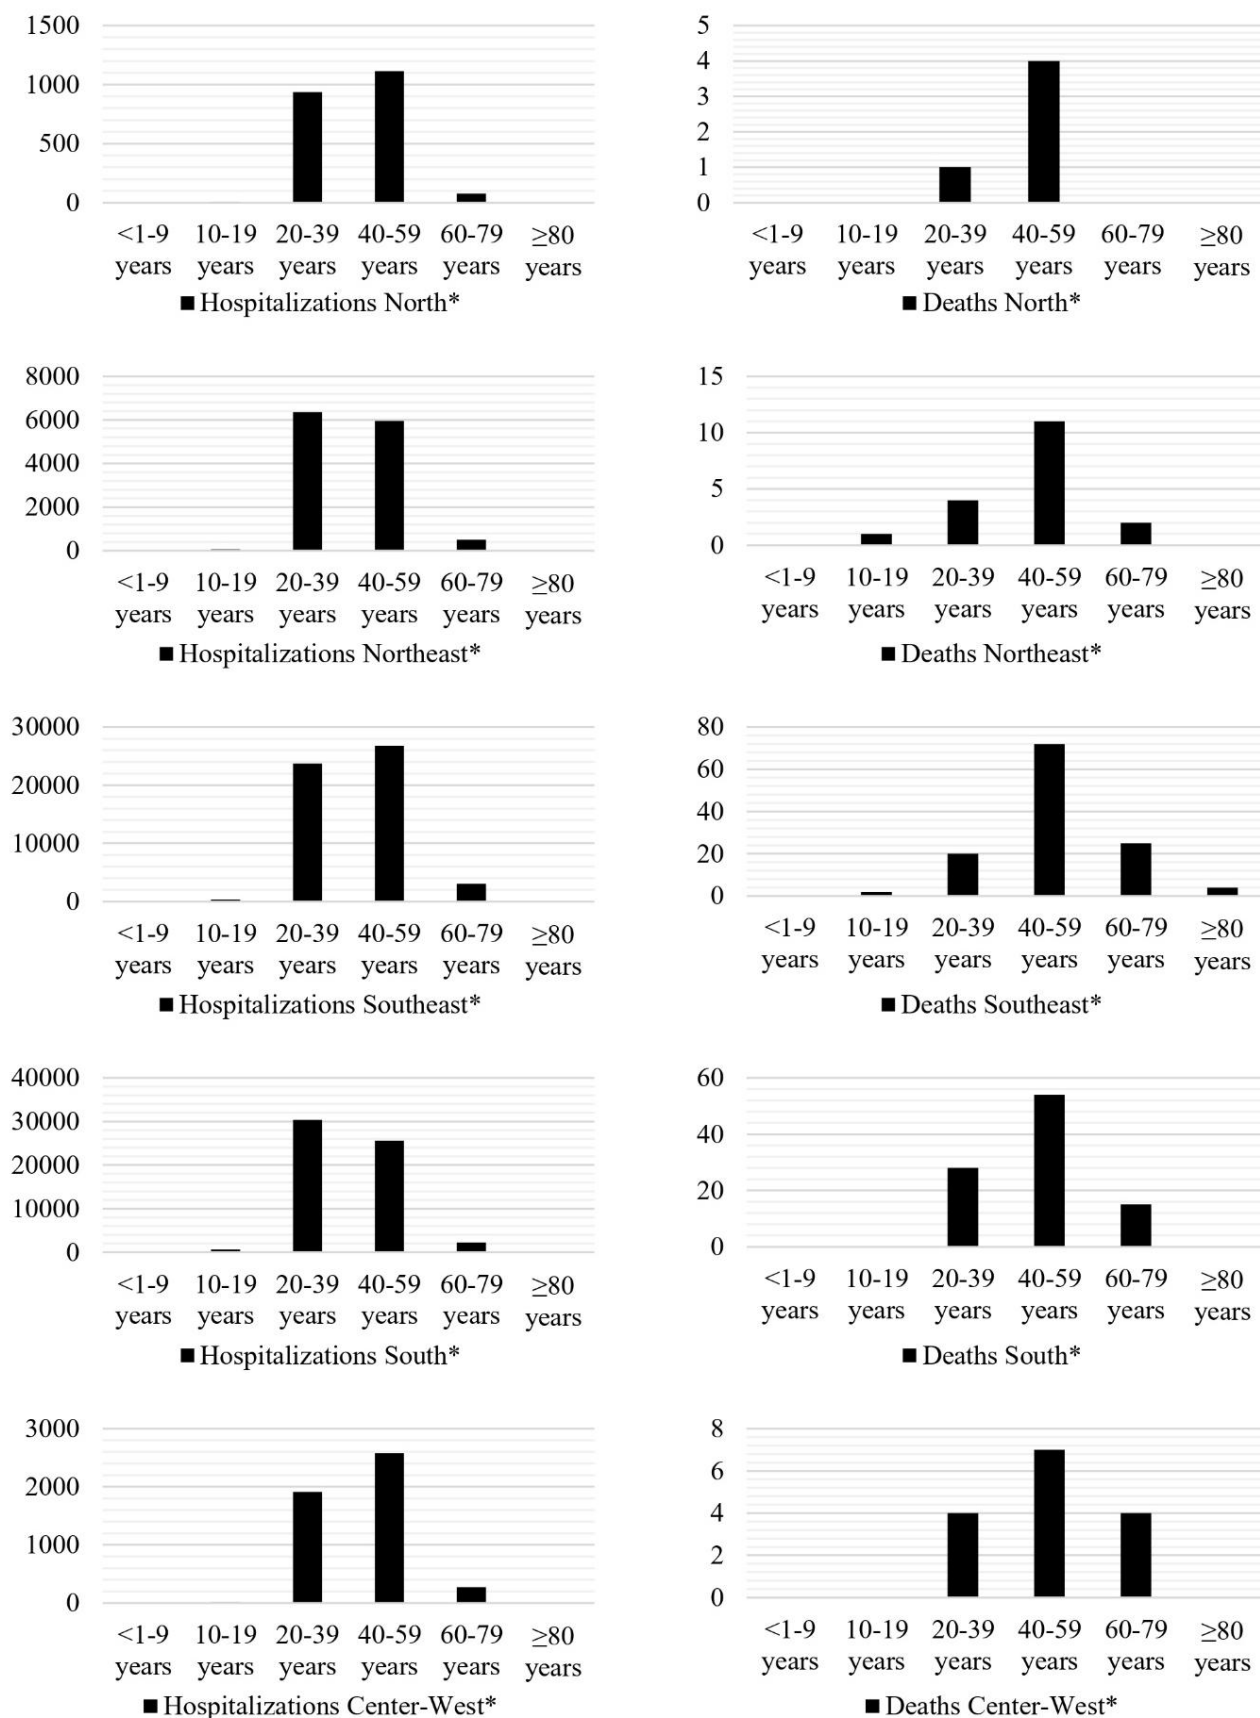 1500
1000
500
0
<1-9 10-19 20-39 40-59 60-79 ≥80
years years years years years years
■ Hospitalizations North*
5
4
3
2
1
0
<1-9 10-19 20-39 40-59 60-79 ≥80
years years years years years years
■ Deaths North*
8000
6000
4000
2000
0
<1-9 10-19 20-39 40-59 60-79 ≥80
years years years years years years
■ Hospitalizations Northeast*
15
10
5
0
<1-9 10-19 20-39 40-59 60-79 ≥80
years years years years years years
■ Deaths Northeast*
30000
20000
10000
0
<1-9 10-19 20-39 40-59 60-79 ≥80
years years years years years years
■ Hospitalizations Southeast*
80
60
40
20
0
<1-9 10-19 20-39 40-59 60-79 ≥80
years years years years years years
■ Deaths Southeast*
40000
30000
20000
10000
0
<1-9 10-19 20-39 40-59 60-79 ≥80
years years years years years years
■ Hospitalizations South*
60
40
20
0
<1-9 10-19 20-39 40-59 60-79 ≥80
years years years years years years
■ Deaths South*
3000
2000
1000
0
<1-9 10-19 20-39 40-59 60-79 ≥80
years years years years years years
■ Hospitalizations Center-West*
8
6
4
2
0
<1-9 10-19 20-39 40-59 60-79 ≥80
years years years years years years
■ Deaths Center-West*